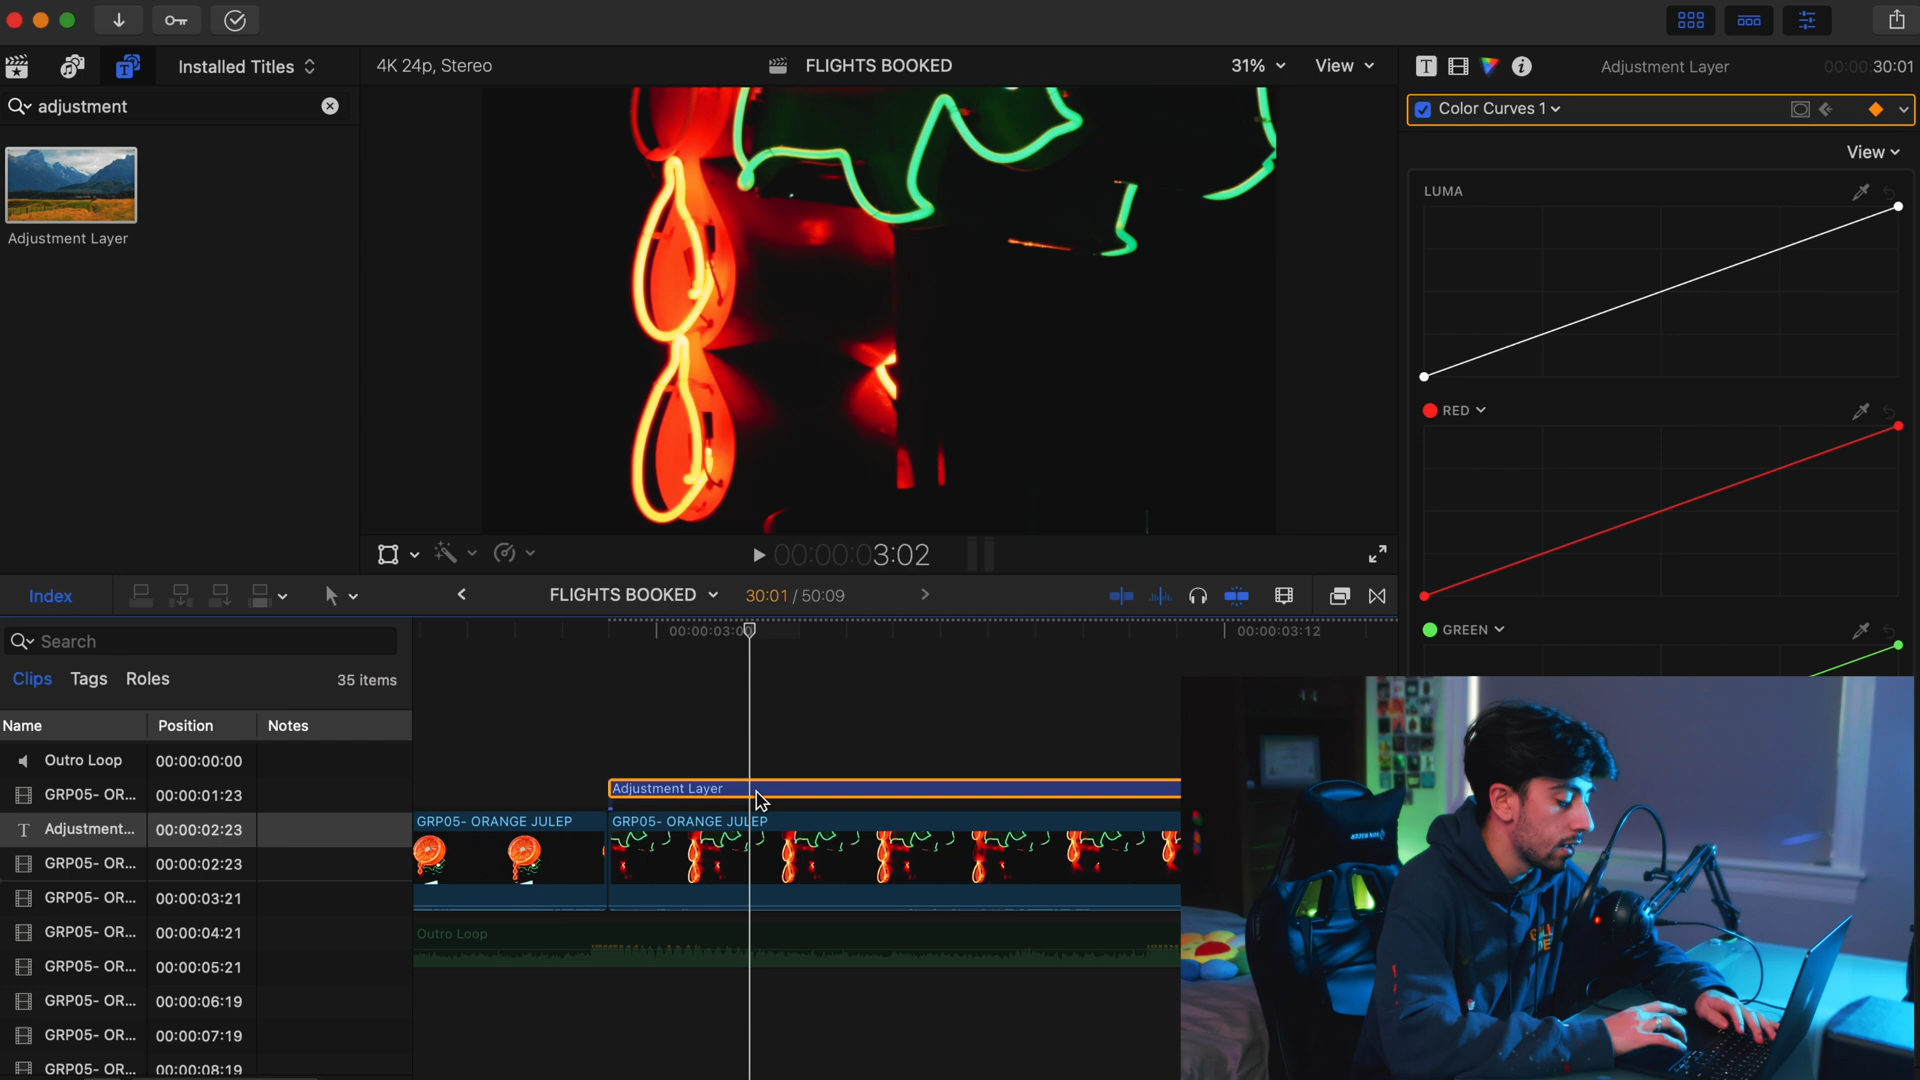 Installed Titles
4K 24p, Stereo
FLIGHTS BOOKED
31%
View
Adjustment Layer
00:00:00:30:01
adjustment
Color Curves 1
View
LUMA
Adjustment Layer
RED
GREEN
00:00:00:03:02
Index
FLIGHTS BOOKED
30:01 / 50:09
Search
00:00:03:00
00:00:03:12
Clips
Tags
Roles
35 items
Name
Position
Notes
Outro Loop
00:00:00:00
GRP05- OR...
00:00:01:23
Adjustment...
00:00:02:23
GRP05- OR...
00:00:02:23
GRP05- OR...
00:00:03:21
GRP05- OR...
00:00:04:21
GRP05- OR...
00:00:05:21
GRP05- OR...
00:00:06:19
GRP05- OR...
00:00:07:19
GRP05- OR...
00:00:08:19
Adjustment Layer
GRP05- ORANGE JULEP
GRP05- ORANGE JULEP
Outro Loop